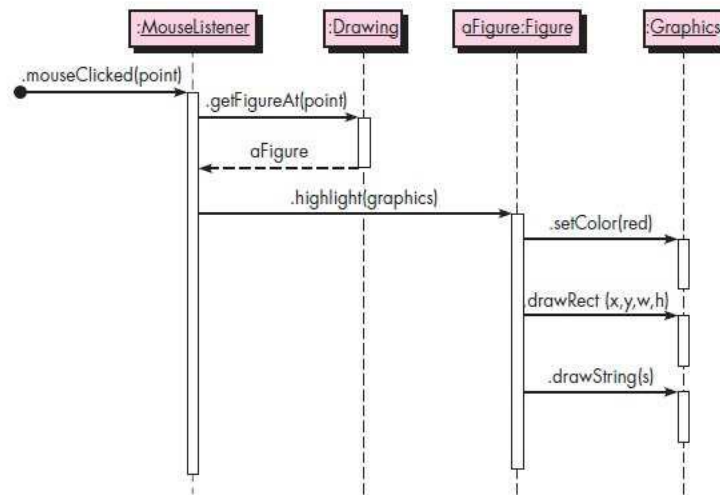 :MouseListener
:Drawing
aFigure:Figure
:Graphics
.mouseClicked(point)
.getFigureAt(point)
aFigure
.highlight(graphics)
.setColor(red)
.drawRect (x,y,w,h)
.drawString(s)